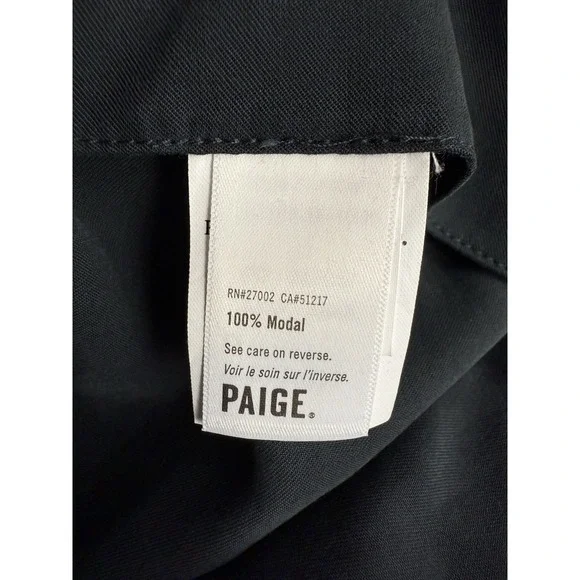 RN#27002 CA#51217
100% Modal
See care on reverse.
Voir le soin sur l'inverse.
PAIGE®